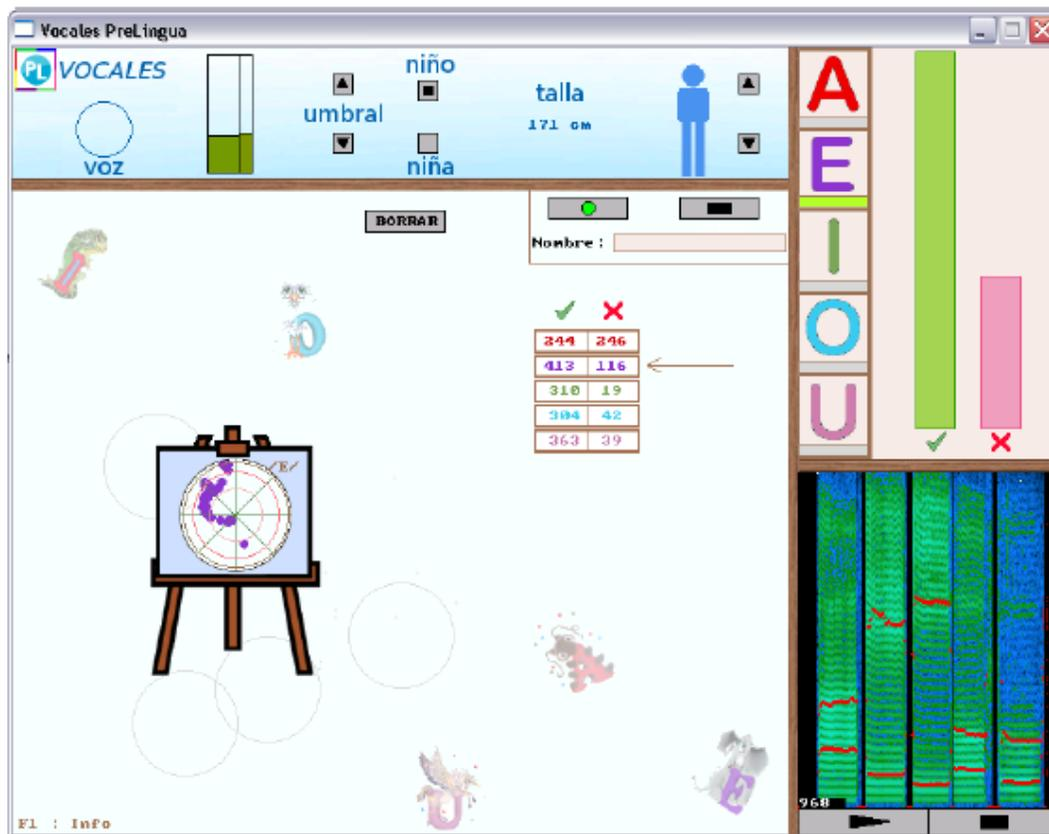 Vocales PreLingua
PL VOCALES
voz
umbral
niño
niña
talla
171 cm
A
E
I
O
U
BORRAR
Nombre :
244 246
413 116
310 19
304 42
363 39
/E/
I
O
A
U
E
968
F1 : Info